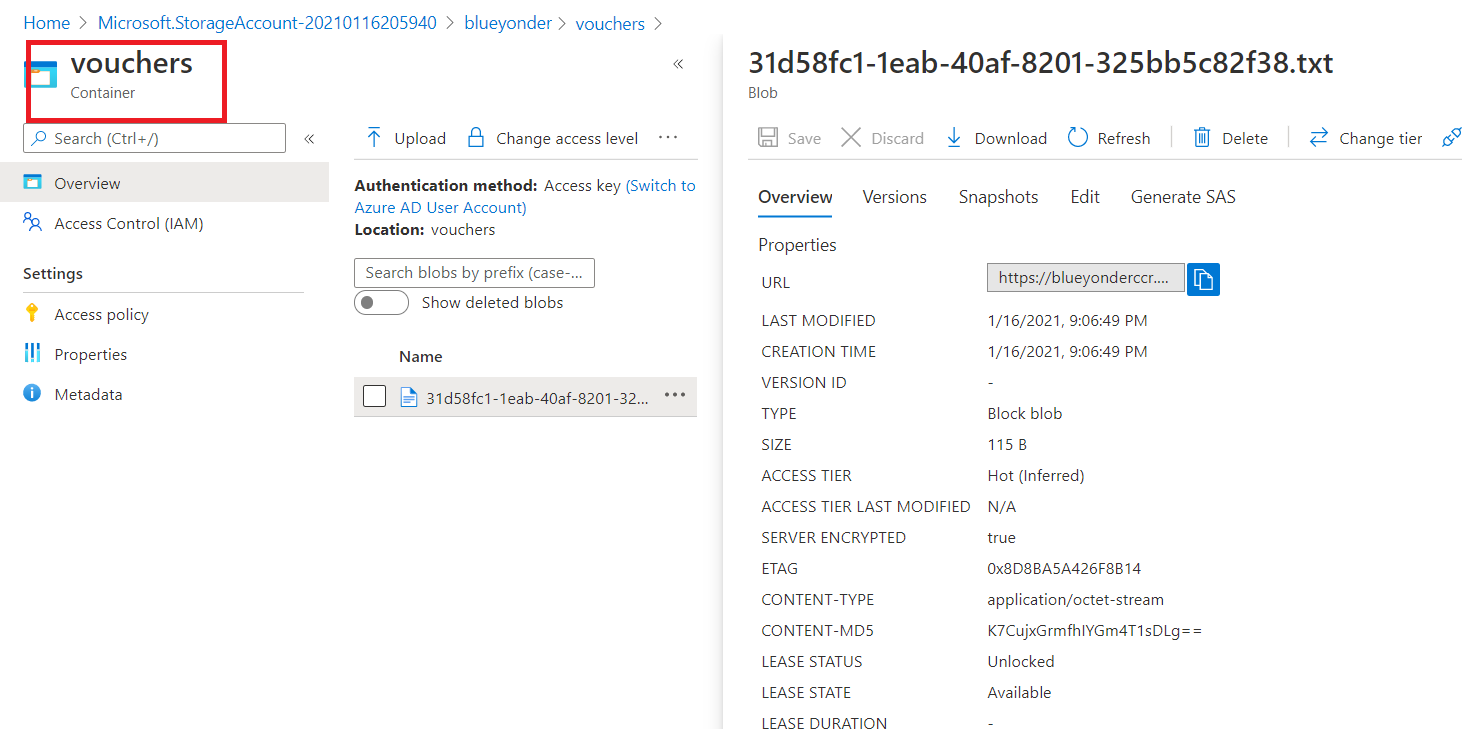 Home > Microsoft.StorageAccount-20210116205940 > blueyonder > vouchers >
vouchers
Container
«
Search (Ctrl+/)
«
Overview
Access Control (IAM)
Settings
Access policy
Properties
Metadata
Upload
Change access level
...
Authentication method: Access key (Switch to
Azure AD User Account)
Location: vouchers
Search blobs by prefix (case-...
Show deleted blobs
Name
31d58fc1-1eab-40af-8201-32...
...
31d58fc1-1eab-40af-8201-325bb5c82f38.txt
Blob
Save
Discard
Download
Refresh
Delete
Change tier
Overview
Versions
Snapshots
Edit
Generate SAS
Properties
URL https://blueyonderccr....
LAST MODIFIED 1/16/2021, 9:06:49 PM
CREATION TIME 1/16/2021, 9:06:49 PM
VERSION ID -
TYPE Block blob
SIZE 115 B
ACCESS TIER Hot (Inferred)
ACCESS TIER LAST MODIFIED N/A
SERVER ENCRYPTED true
ETAG 0x8D8BA5A426F8B14
CONTENT-TYPE application/octet-stream
CONTENT-MD5 K7CujxGrmfhIYGm4T1sDLg==
LEASE STATUS Unlocked
LEASE STATE Available
LEASE DURATION -